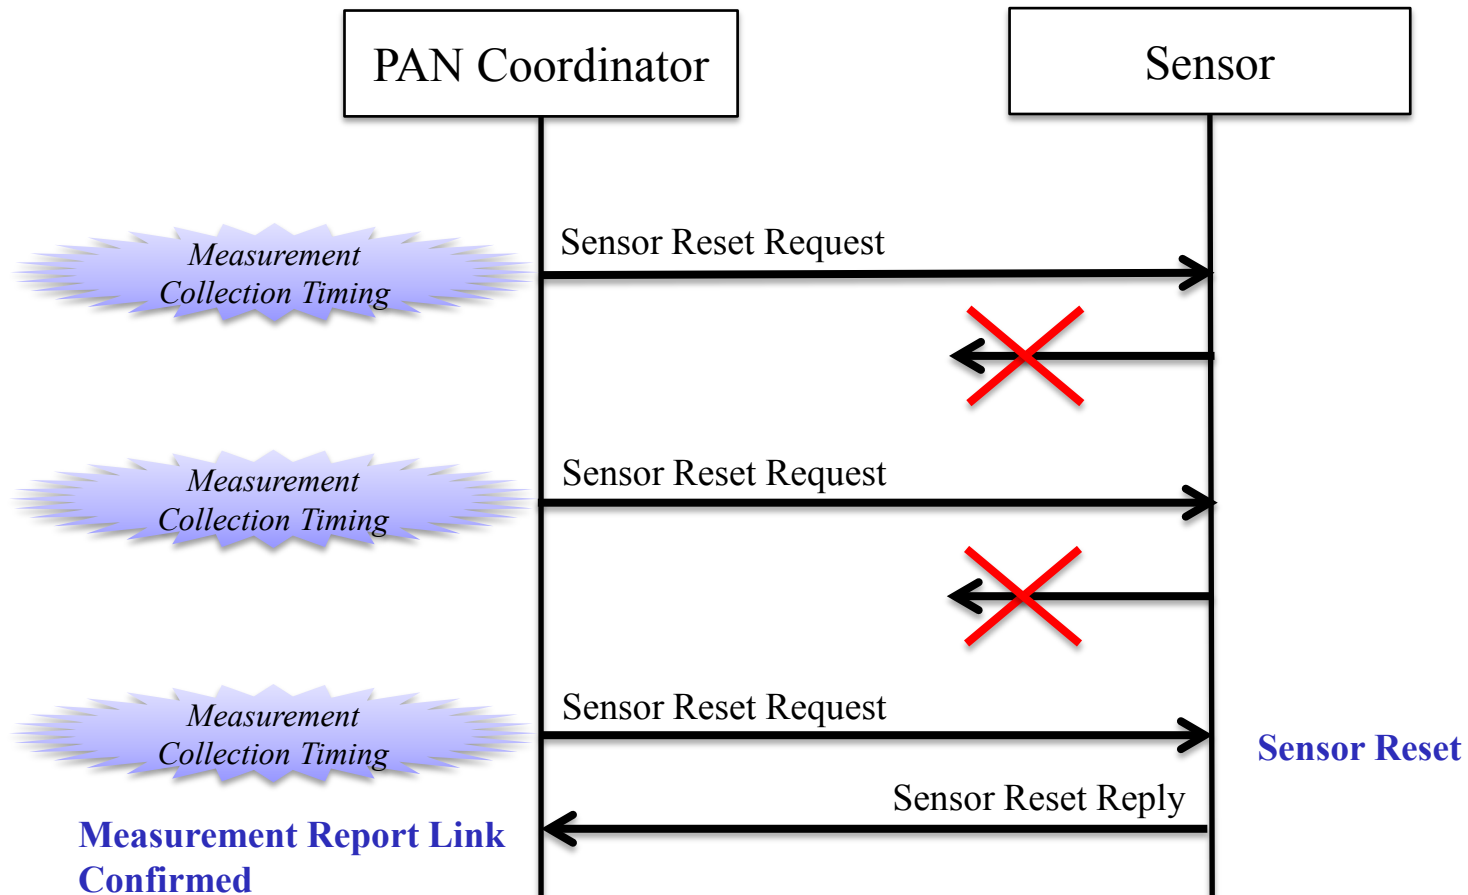 PAN Coordinator
Sensor
Measurement
Collection Timing
Sensor Reset Request
Measurement
Collection Timing
Sensor Reset Request
Measurement
Collection Timing
Sensor Reset Request
Sensor Reset
Sensor Reset Reply
Measurement Report Link
Confirmed